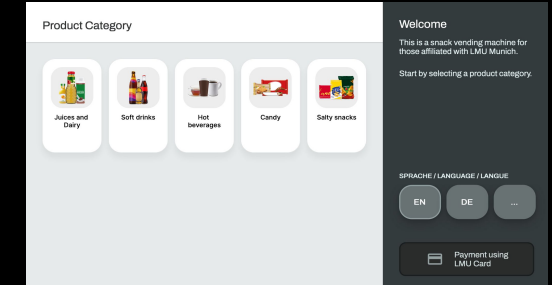 Product Category
Juices and
Dairy
Soft drinks
Hot
beverages
Candy
Salty snacks
Welcome
This is a snack vending machine for
those affiliated with LMU Munich.
Start by selecting a product category.
SPRACHE / LANGUAGE / LANGUE
EN
DE
...
Payment using
LMU Card